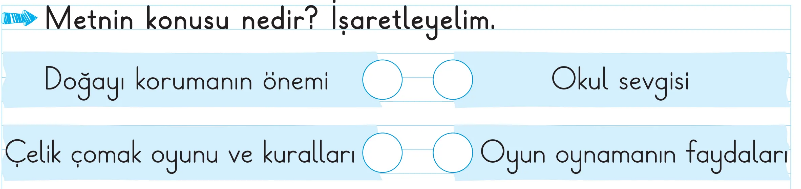 Metnin konusu nedir? İşaretleyelim.
Doğayı korumanın önemi
Okul sevgisi
Çelik çomak oyunu ve kuralları
Oyun oynamanın faydaları